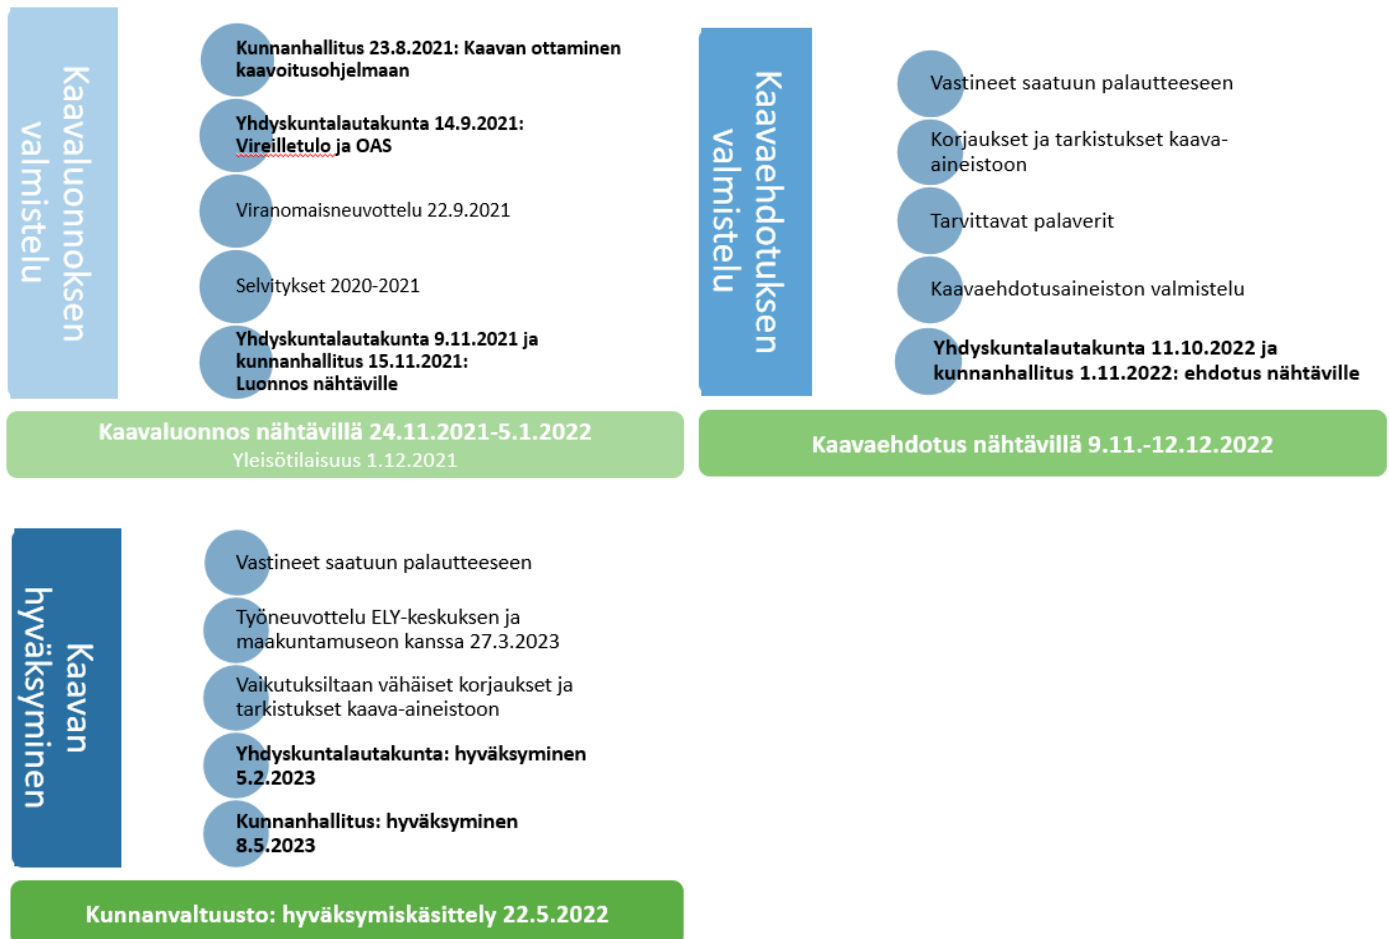 Kaavaluonnoksen
valmistelu
Kunnanhallitus 23.8.2021: Kaavan ottaminen
kaavoitusohjelmaan
Yhdyskuntalautakunta 14.9.2021:
Vireilletulo ja OAS
Viranomaisneuvottelu 22.9.2021
Selvitykset 2020-2021
Yhdyskuntalautakunta 9.11.2021 ja
kunnanhallitus 15.11.2021:
Luonnos nähtäville
Kaavaluonnos nähtävillä 24.11.2021-5.1.2022
Yleisötilaisuus 1.12.2021
Kaavaehdotuksen
valmistelu
Vastineet saatuun palautteeseen
Korjaukset ja tarkistukset kaava-
aineistoon
Tarvittavat palaverit
Kaavaehdotusaineiston valmistelu
Yhdyskuntalautakunta 11.10.2022 ja
kunnanhallitus 1.11.2022: ehdotus nähtäville
Kaavaehdotus nähtävillä 9.11.-12.12.2022
Kaavan
hyväksyminen
Vastineet saatuun palautteeseen
Työneuvottelu ELY-keskuksen ja
maakuntamuseon kanssa 27.3.2023
Vaikutuksiltaan vähäiset korjaukset ja
tarkistukset kaava-aineistoon
Yhdyskuntalautakunta: hyväksyminen
5.2.2023
Kunnanhallitus: hyväksyminen
8.5.2023
Kunnanvaltuusto: hyväksymiskäsittely 22.5.2022